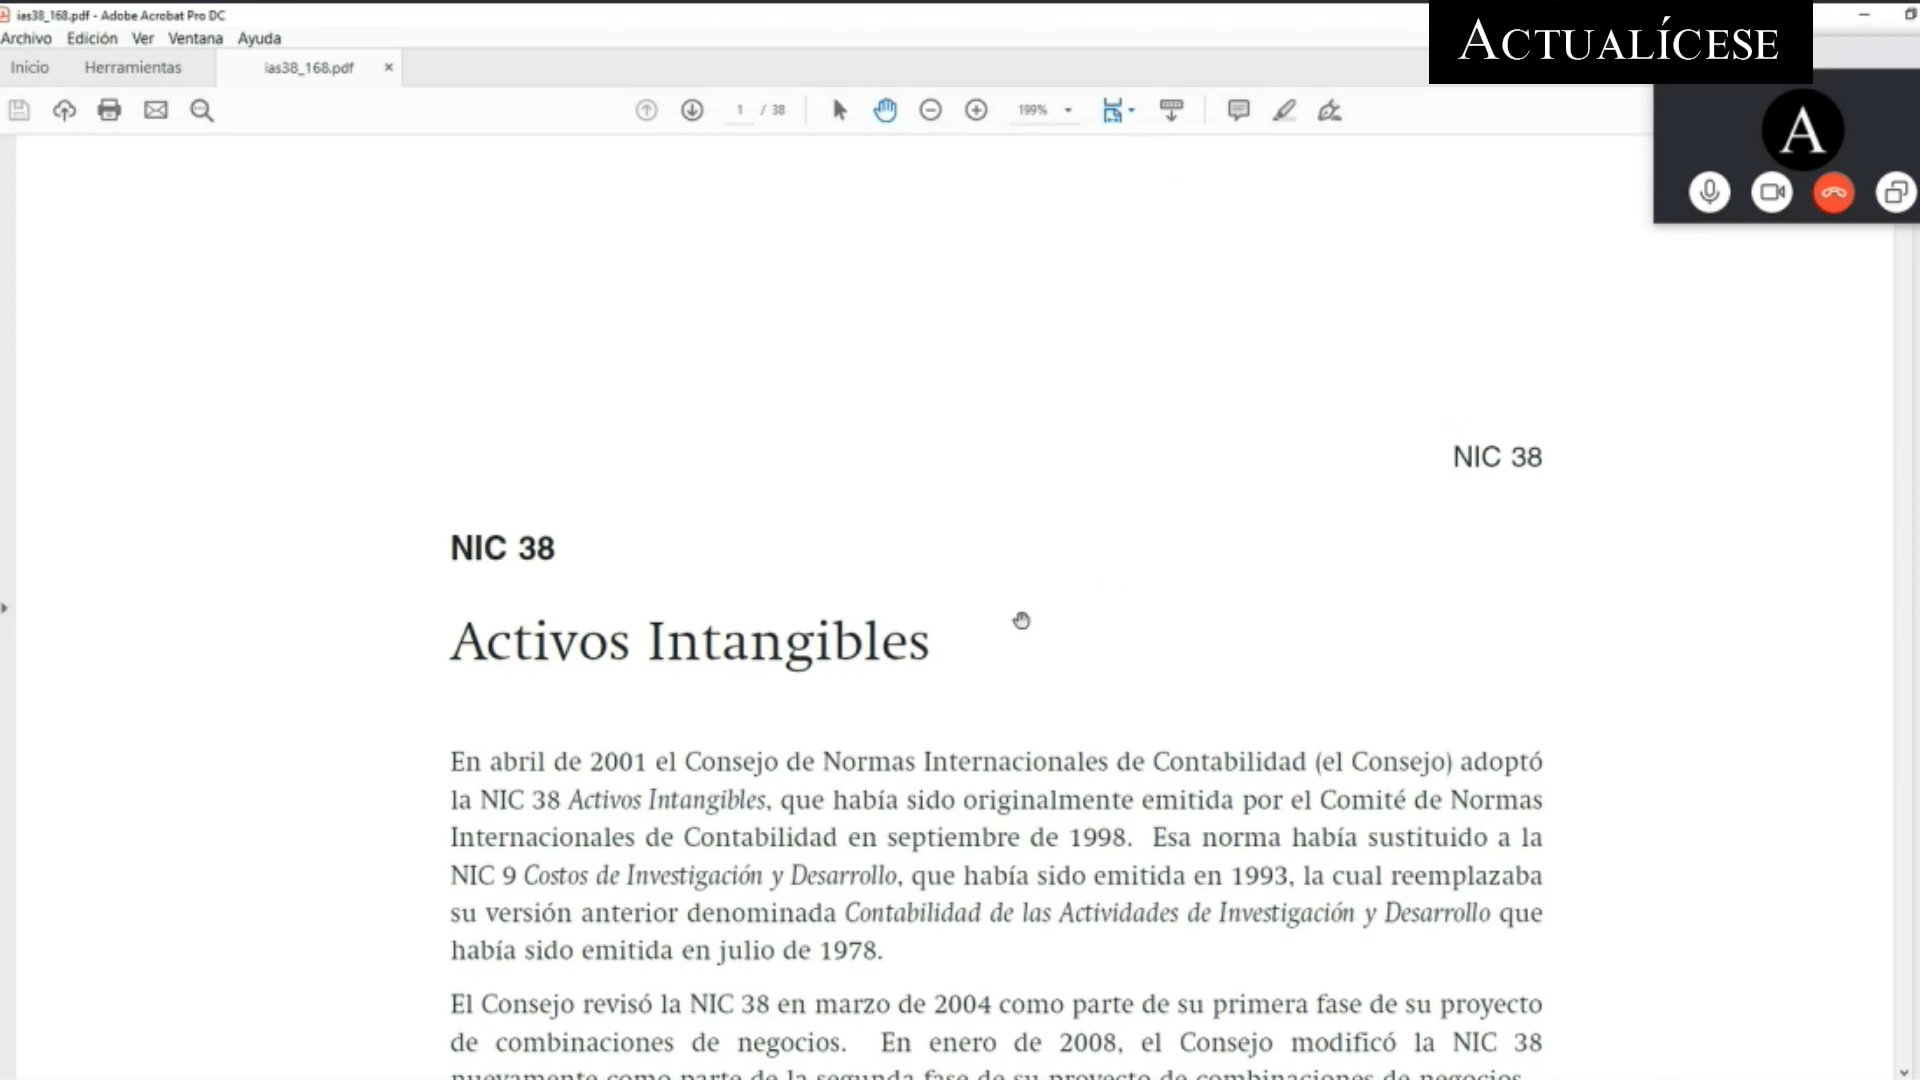 ias38_168.pdf - Adobe Acrobat Pro DC
Archivo Edición Ver Ventana Ayuda
ACTUALÍCESE
Inicio Herramientas ias38_168.pdf
1 / 38 199%
A
NIC 38
NIC 38
Activos Intangibles
En abril de 2001 el Consejo de Normas Internacionales de Contabilidad (el Consejo) adoptó
la NIC 38 Activos Intangibles, que había sido originalmente emitida por el Comité de Normas
Internacionales de Contabilidad en septiembre de 1998. Esa norma había sustituido a la
NIC 9 Costos de Investigación y Desarrollo, que había sido emitida en 1993, la cual reemplazaba
su versión anterior denominada Contabilidad de las Actividades de Investigación y Desarrollo que
había sido emitida en julio de 1978.
El Consejo revisó la NIC 38 en marzo de 2004 como parte de su primera fase de su proyecto
de combinaciones de negocios. En enero de 2008, el Consejo modificó la NIC 38
nuevamente como parte de la segunda fase de su proyecto de combinaciones de negocios.